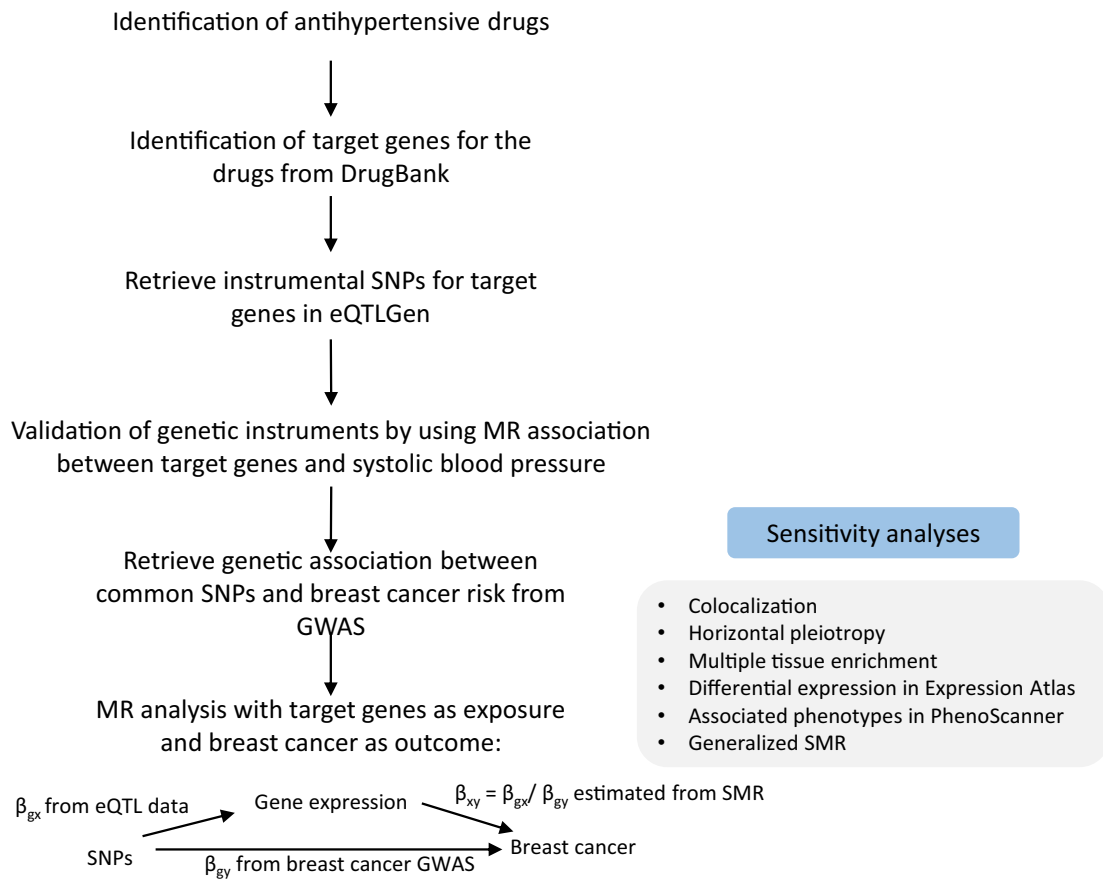 Identification of antihypertensive drugs
Identification of target genes for the
drugs from DrugBank
Retrieve instrumental SNPs for target
genes in eQTLGen
Validation of genetic instruments by using MR association
between target genes and systolic blood pressure
Retrieve genetic association between
common SNPs and breast cancer risk from
GWAS
MR analysis with target genes as exposure
and breast cancer as outcome:
βgx from eQTL data
Gene expression
βxy = βgx/ βgy estimated from SMR
SNPs
βgy from breast cancer GWAS
Breast cancer
Sensitivity analyses
• Colocalization
• Horizontal pleiotropy
• Multiple tissue enrichment
• Differential expression in Expression Atlas
• Associated phenotypes in PhenoScanner
• Generalized SMR